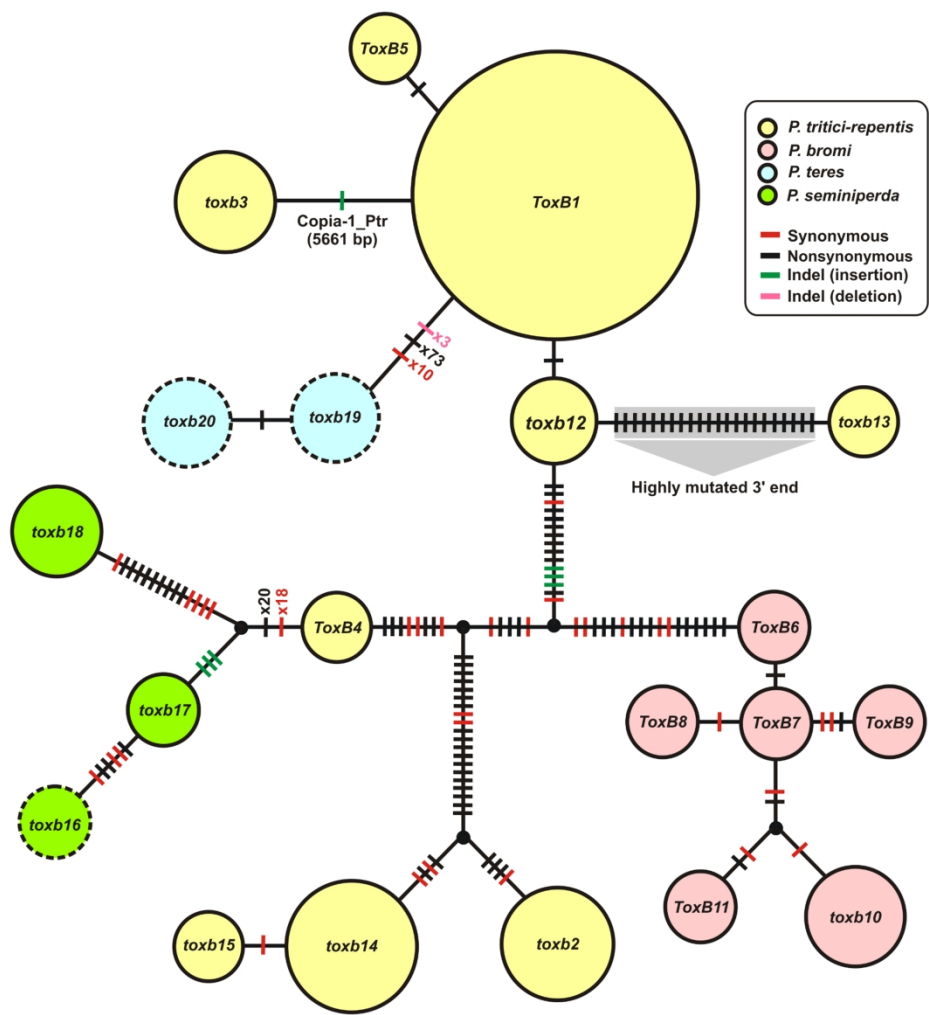 ToxB5
P. tritici-repentis
P. bromi
P. teres
P. seminiperda
Synonymous
Nonsynonymous
Indel (insertion)
Indel (deletion)
toxb3
ToxB1
Copia-1_Ptr
(5661 bp)
x3
x73
x10
toxb20
toxb19
toxb12
toxb13
Highly mutated 3' end
toxb18
x20
x18
ToxB4
ToxB6
toxb17
ToxB8
ToxB7
ToxB9
toxb16
ToxB11
toxb10
toxb15
toxb14
toxb2